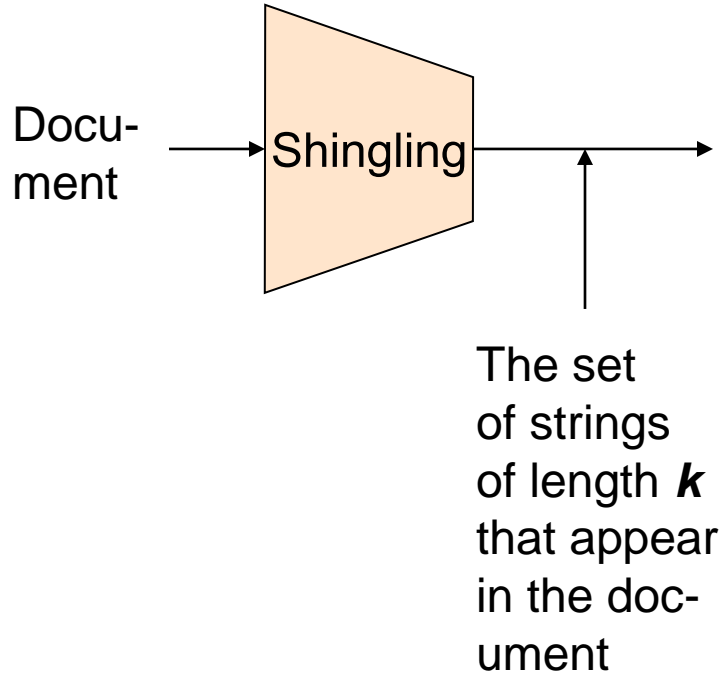 Docu-
ment
Shingling
The set
of strings
of length k
that appear
in the doc-
ument